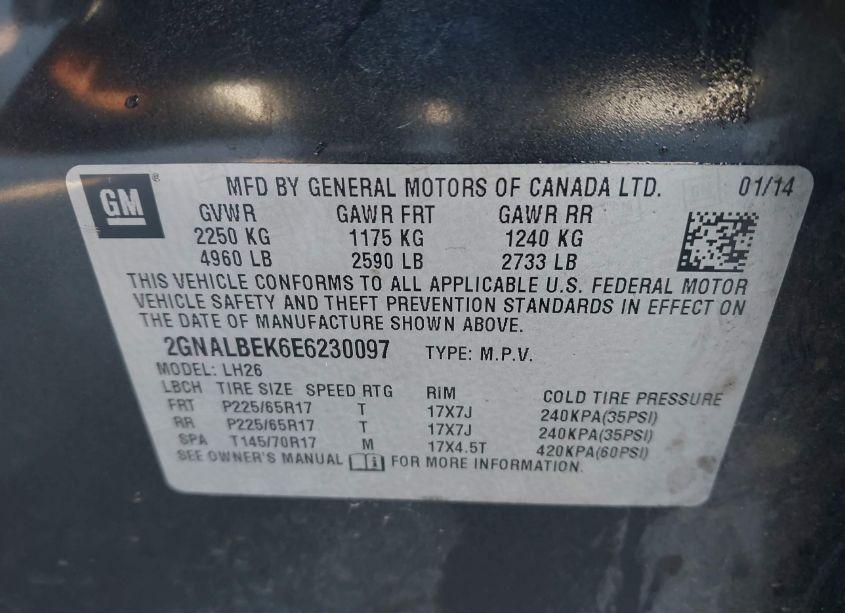 GM ® MFD BY GENERAL MOTORS OF CANADA LTD. 01/14
GVWR GAWR FRT GAWR RR
2250 KG 1175 KG 1240 KG
4960 LB 2590 LB 2733 LB
THIS VEHICLE CONFORMS TO ALL APPLICABLE U.S. FEDERAL MOTOR
VEHICLE SAFETY AND THEFT PREVENTION STANDARDS IN EFFECT ON
THE DATE OF MANUFACTURE SHOWN ABOVE.
2GNALBEK6E6230097 TYPE: M.P.V.
MODEL: LH26
LBCH TIRE SIZE SPEED RTG RIM COLD TIRE PRESSURE
FRT P225/65R17 T 17X7J 240KPA(35PSI)
RR P225/65R17 T 17X7J 240KPA(35PSI)
SPA T145/70R17 M 17X4.5T 420KPA(60PSI)
SEE OWNER'S MANUAL FOR MORE INFORMATION.